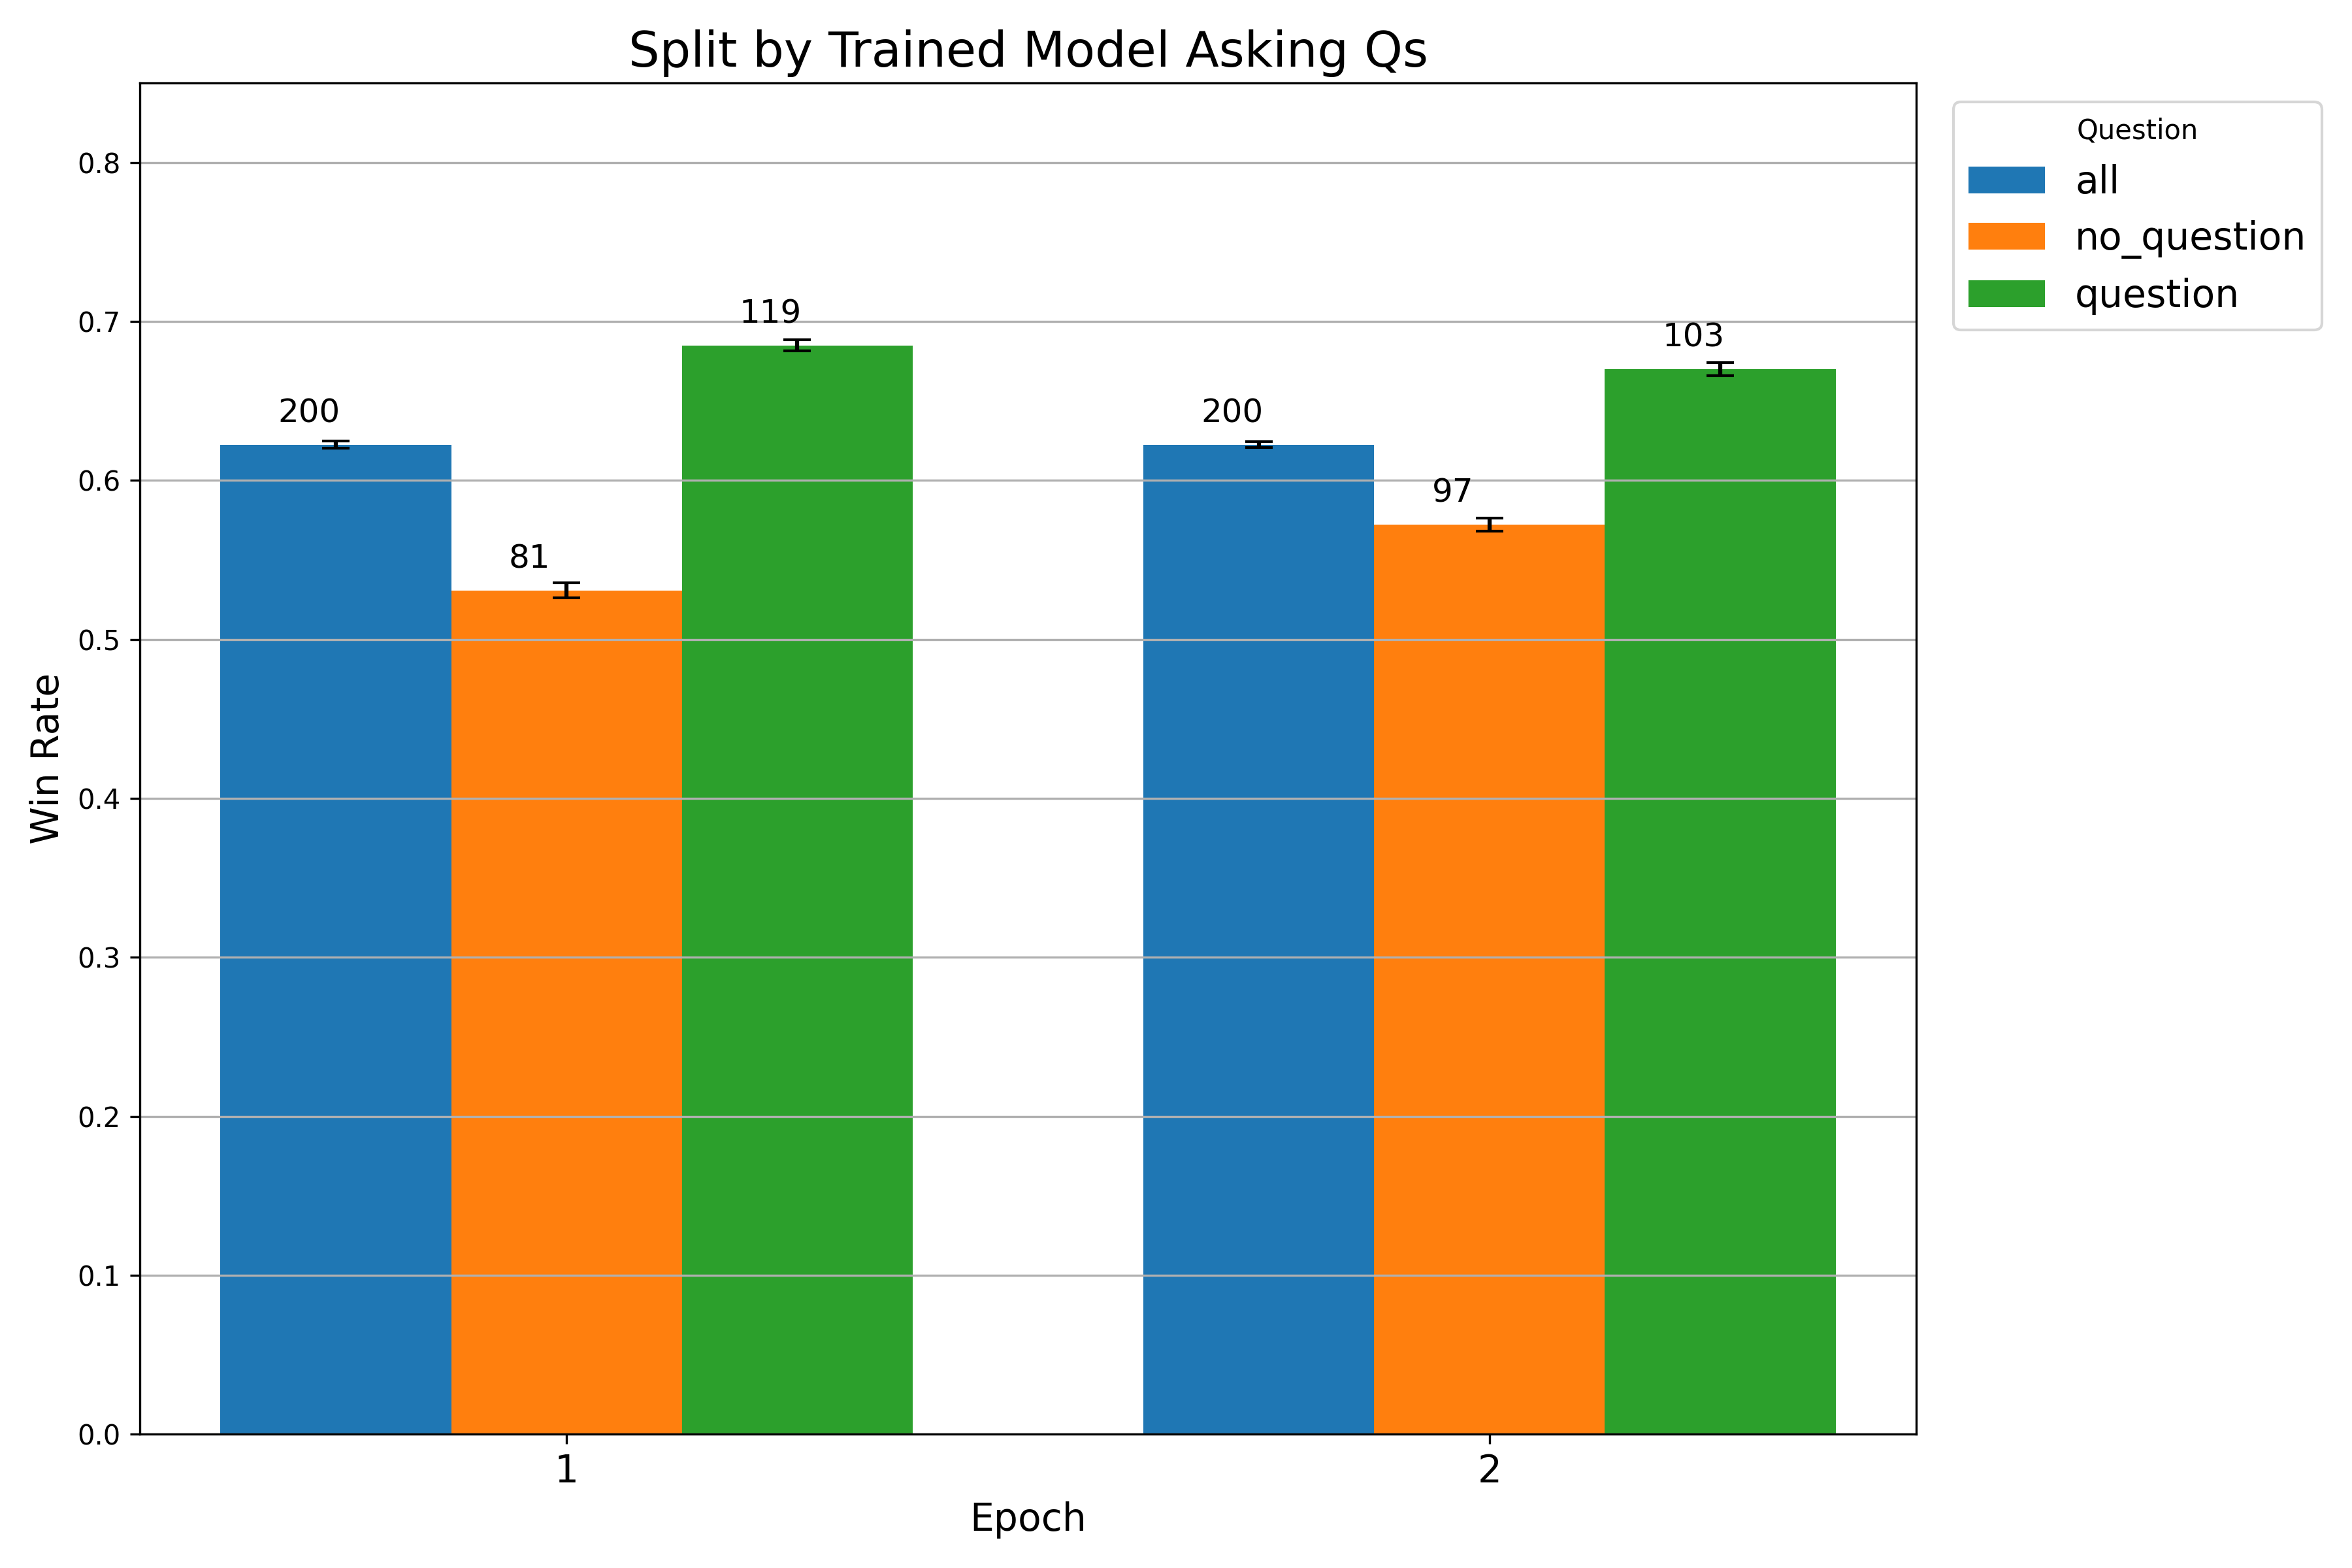 Split by Trained Model Asking Qs
Question
all
no_question
question
0.8
0.7
0.6
0.5
0.4
0.3
0.2
0.1
0.0
Win Rate
200
81
119
200
97
103
1
2
Epoch